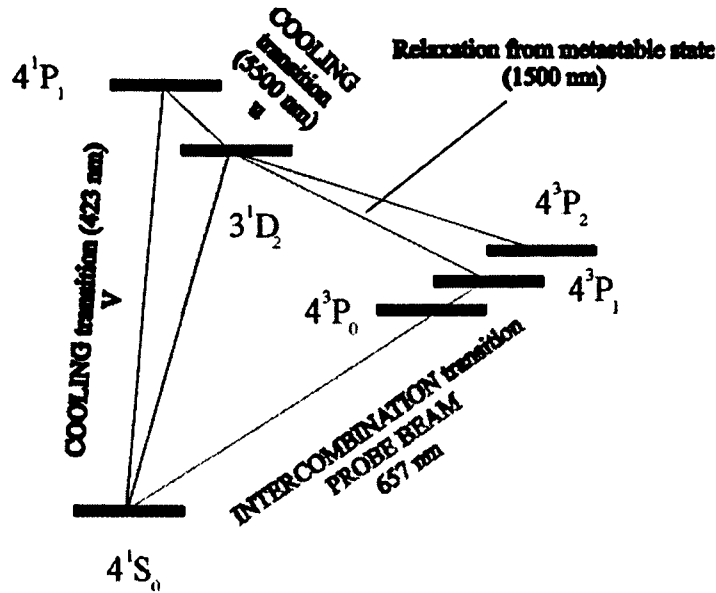 COOLING
transition
(5500 nm)
Relaxation from metastable state
(1500 nm)
4¹P₁
COOLING transition (423 nm)
V
3¹D₂
4³P₂
4³P₁
4³P₀
INTERCOMBINATION transition
PROBE BEAM
657 nm
4¹S₀